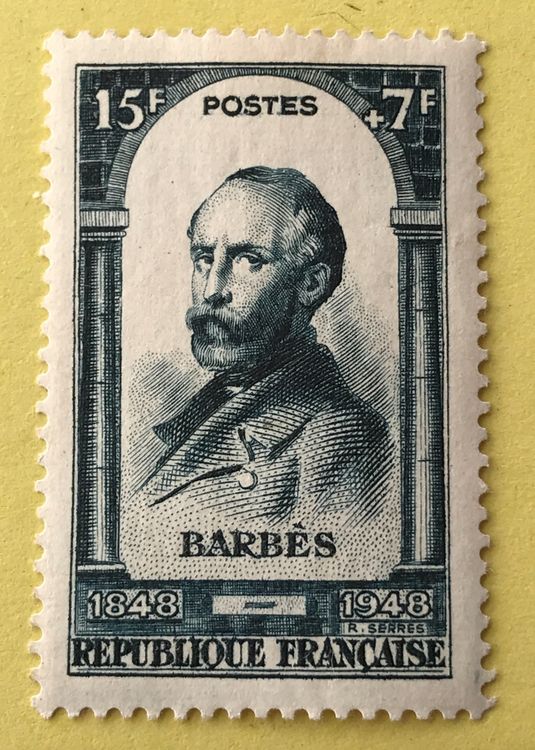 15F POSTES +7F
BARBÈS
1848 - 1948
R. SERRES
REPUBLIQUE FRANÇAISE